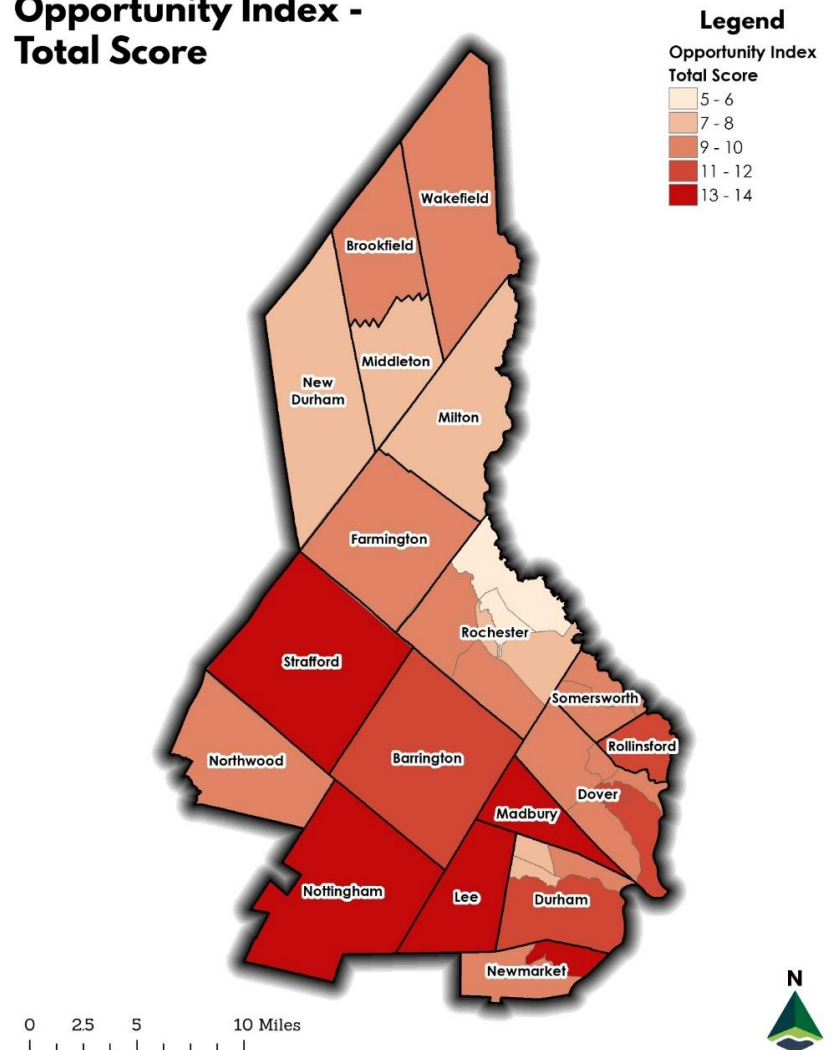 Opportunity Index -
Total Score
Legend
Opportunity Index
Total Score
5 - 6
7 - 8
9 - 10
11 - 12
13 - 14
Wakefield
Brookfield
Middleton
New
Durham
Milton
Farmington
Rochester
Strafford
Somersworth
Rollinsford
Northwood
Barrington
Dover
Madbury
Nottingham
Lee
Durham
Newmarket
N
0 2.5 5 10 Miles